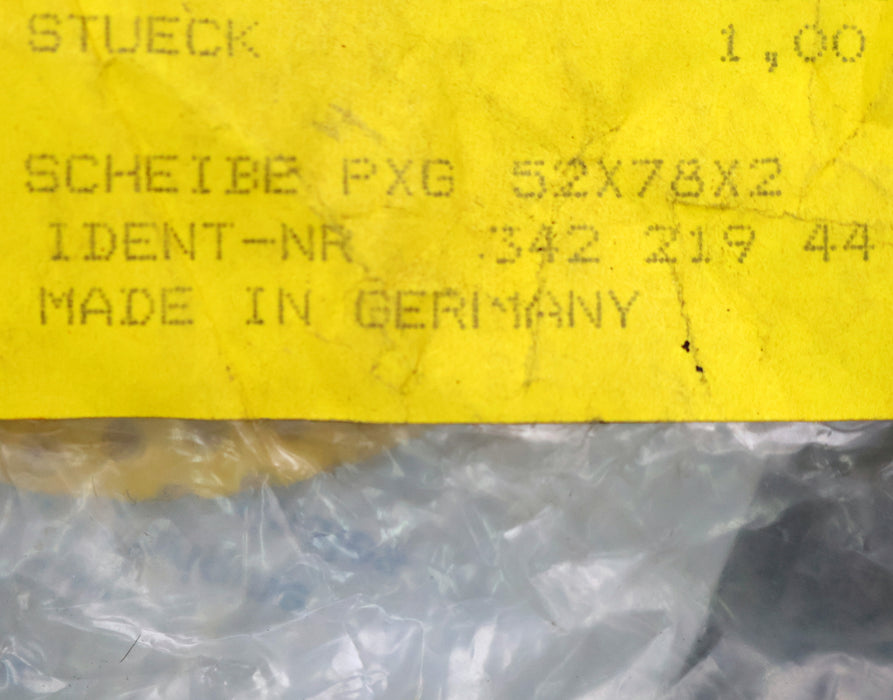 STUECK 1,00
SCHEIBE PXG 52X78X2
IDENT-NR 342 219 44
MADE IN GERMANY